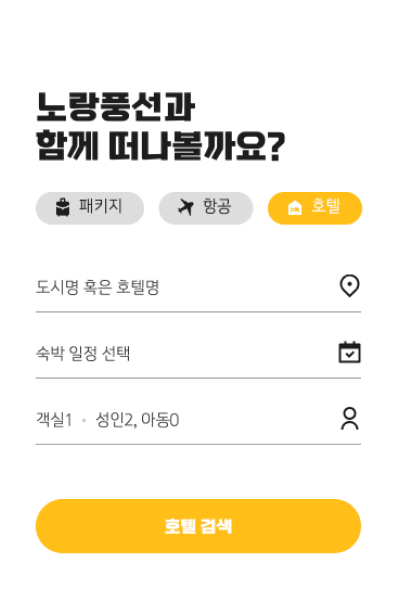 노랑풍선과
함께 떠나볼까요?
패키지 항공 호텔
도시명 혹은 호텔명
숙박 일정 선택
객실1 • 성인2, 아동0
호텔 검색